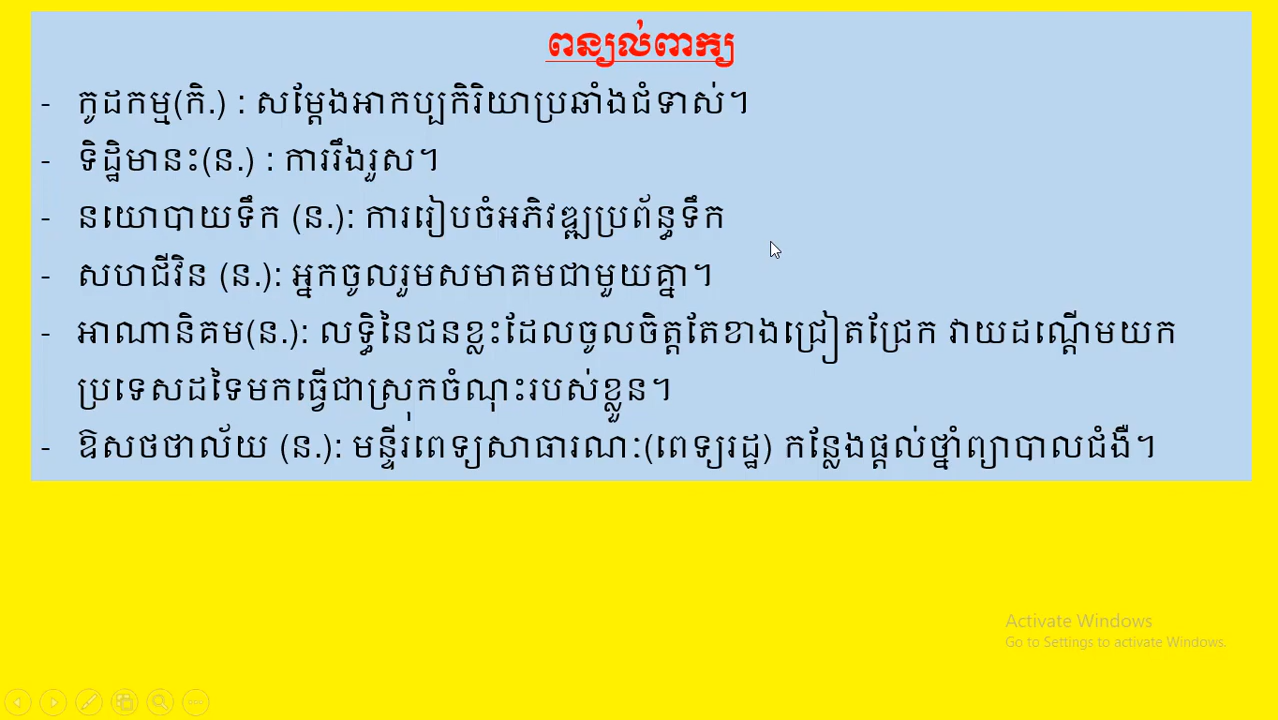 ពន្យល់ពាក្យ
- កូដកម្ម(កិ.) : សម្ដែងអាកប្បកិរិយាប្រឆាំងជំទាស់។
- ទិដ្ឋិមានះ(ន.) : ការរឹងរួស។
- នយោបាយទឹក (ន.): ការរៀបចំអភិវឌ្ឍប្រព័ន្ធទឹក
- សហជីវិន (ន.): អ្នកចូលរួមសមាគមជាមួយគ្នា។
- អាណានិគម(ន.): លទ្ធិនៃជនខ្លះដែលចូលចិត្តតែខាងជ្រៀតជ្រែក វាយដណ្ដើមយក
ប្រទេសដទៃមកធ្វើជាស្រុកចំណុះរបស់ខ្លួន។
- ឱសថថាល័យ (ន.): មន្ទីរពេទ្យសាធារណៈ(ពេទ្យរដ្ឋ) កន្លែងផ្ដល់ថ្នាំព្យាបាលជំងឺ។
Activate Windows
Go to Settings to activate Windows.